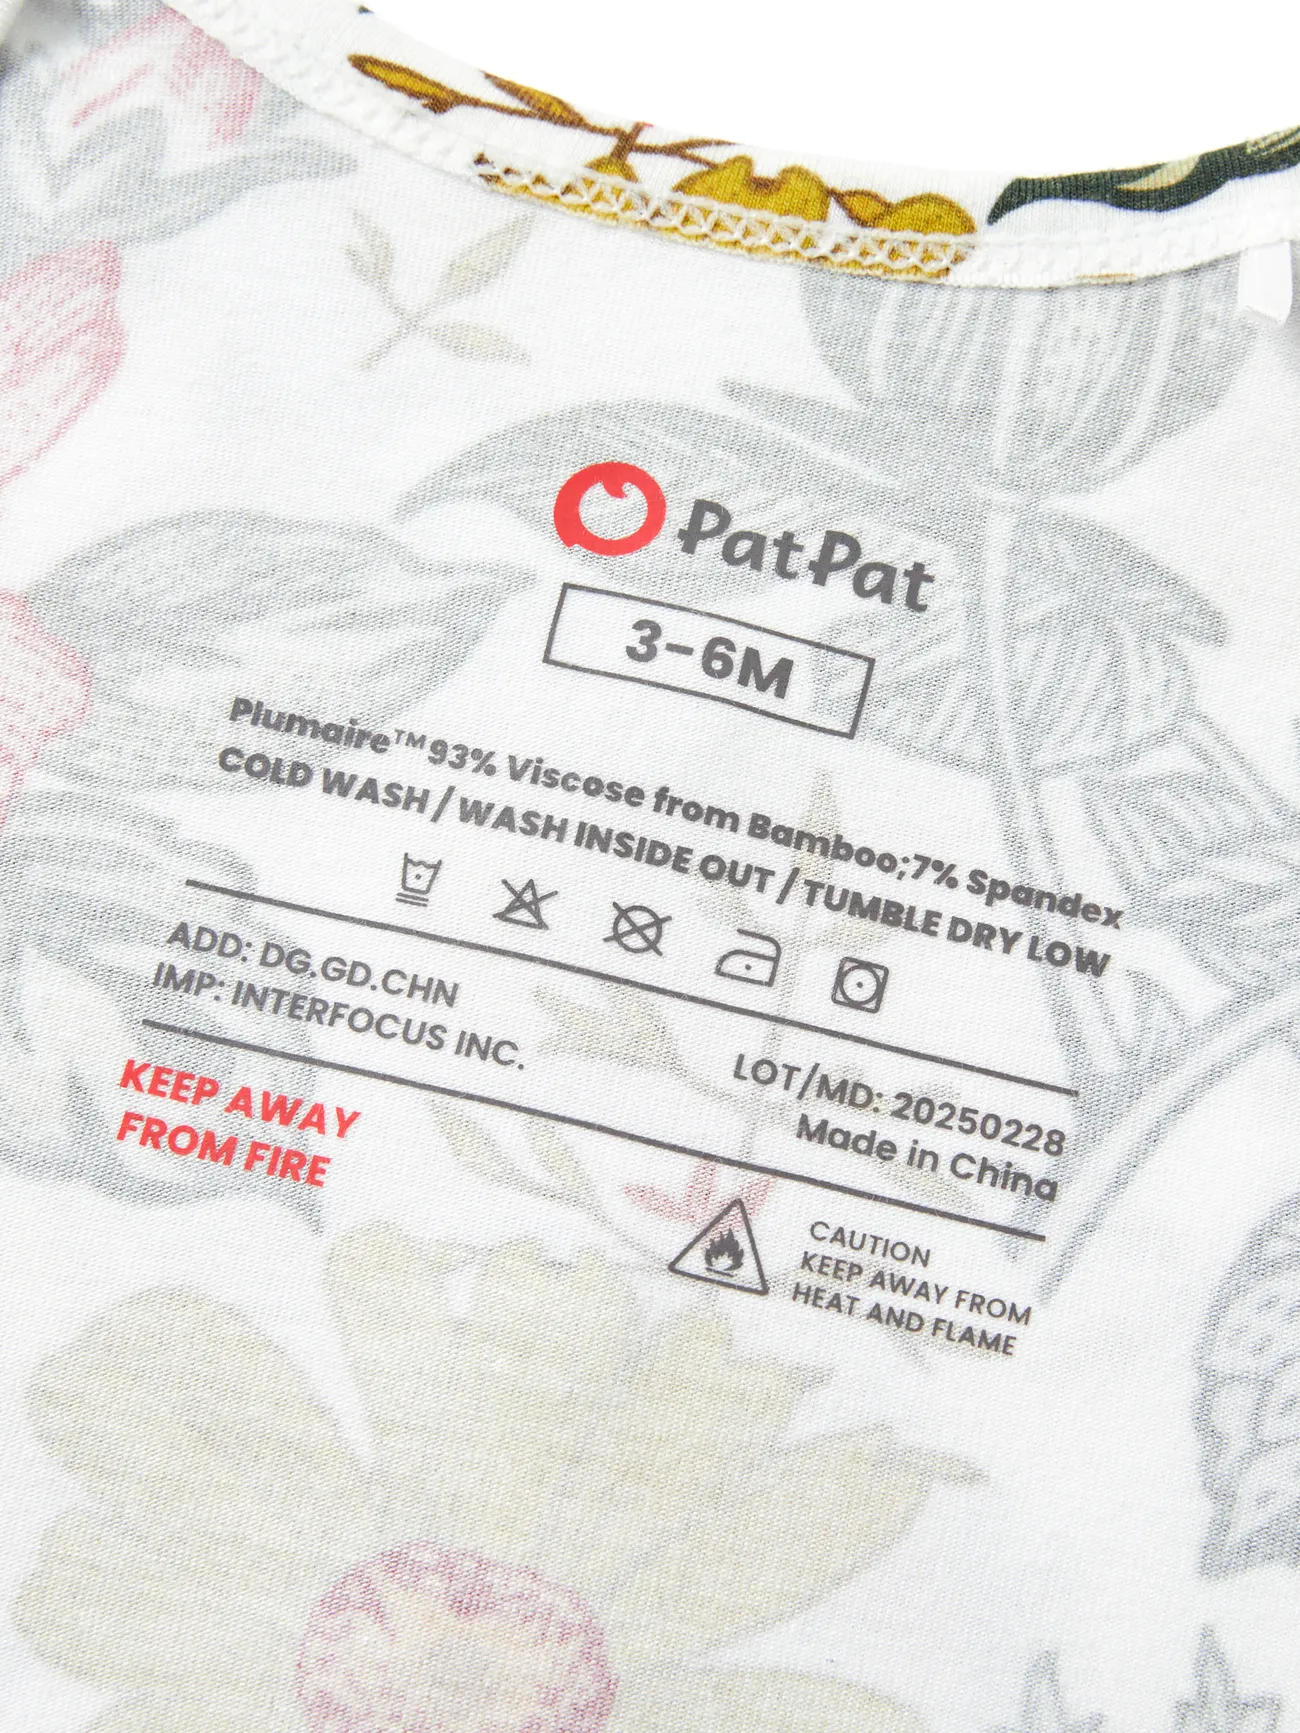 PatPat
3-6M
Plumaire™93% Viscose from Bamboo;7% Spandex
COLD WASH / WASH INSIDE OUT / TUMBLE DRY LOW
ADD: DG.GD.CHN
IMP: INTERFOCUS INC.
LOT/MD: 20250228
Made in China
KEEP AWAY
FROM FIRE
CAUTION
KEEP AWAY FROM
HEAT AND FLAME